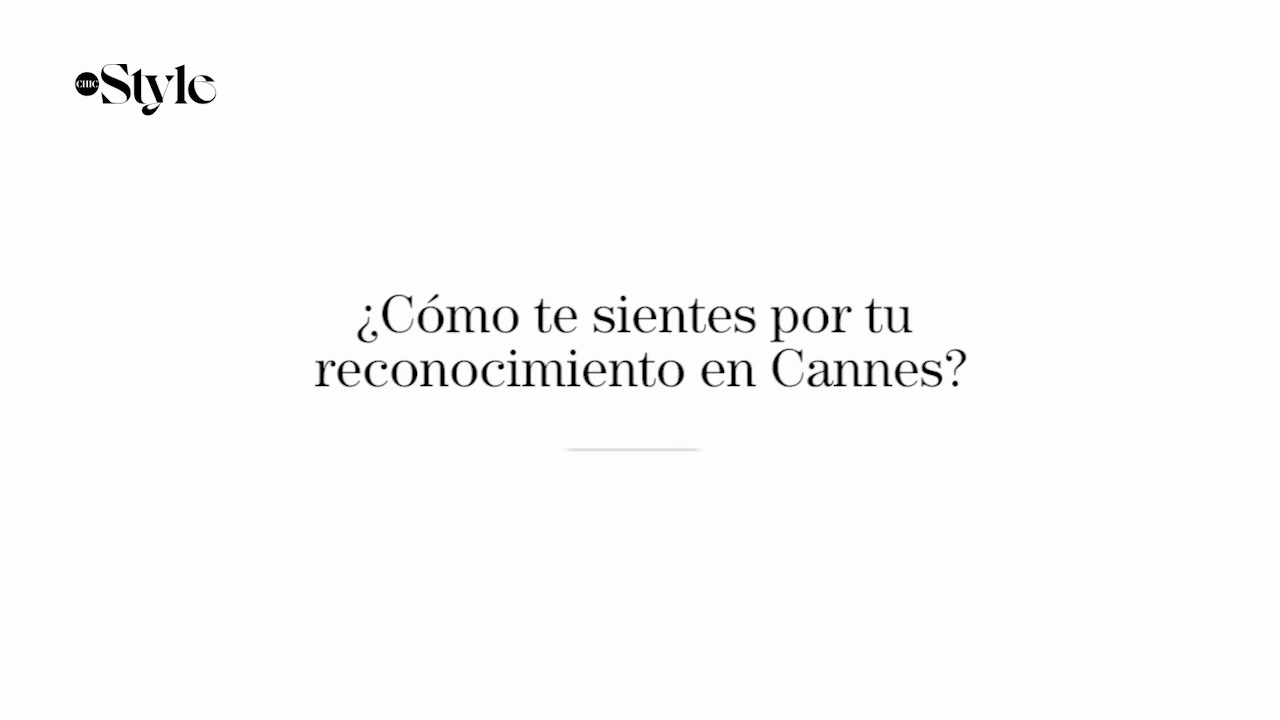 CHIC Style
¿Cómo te sientes por tu
reconocimiento en Cannes?